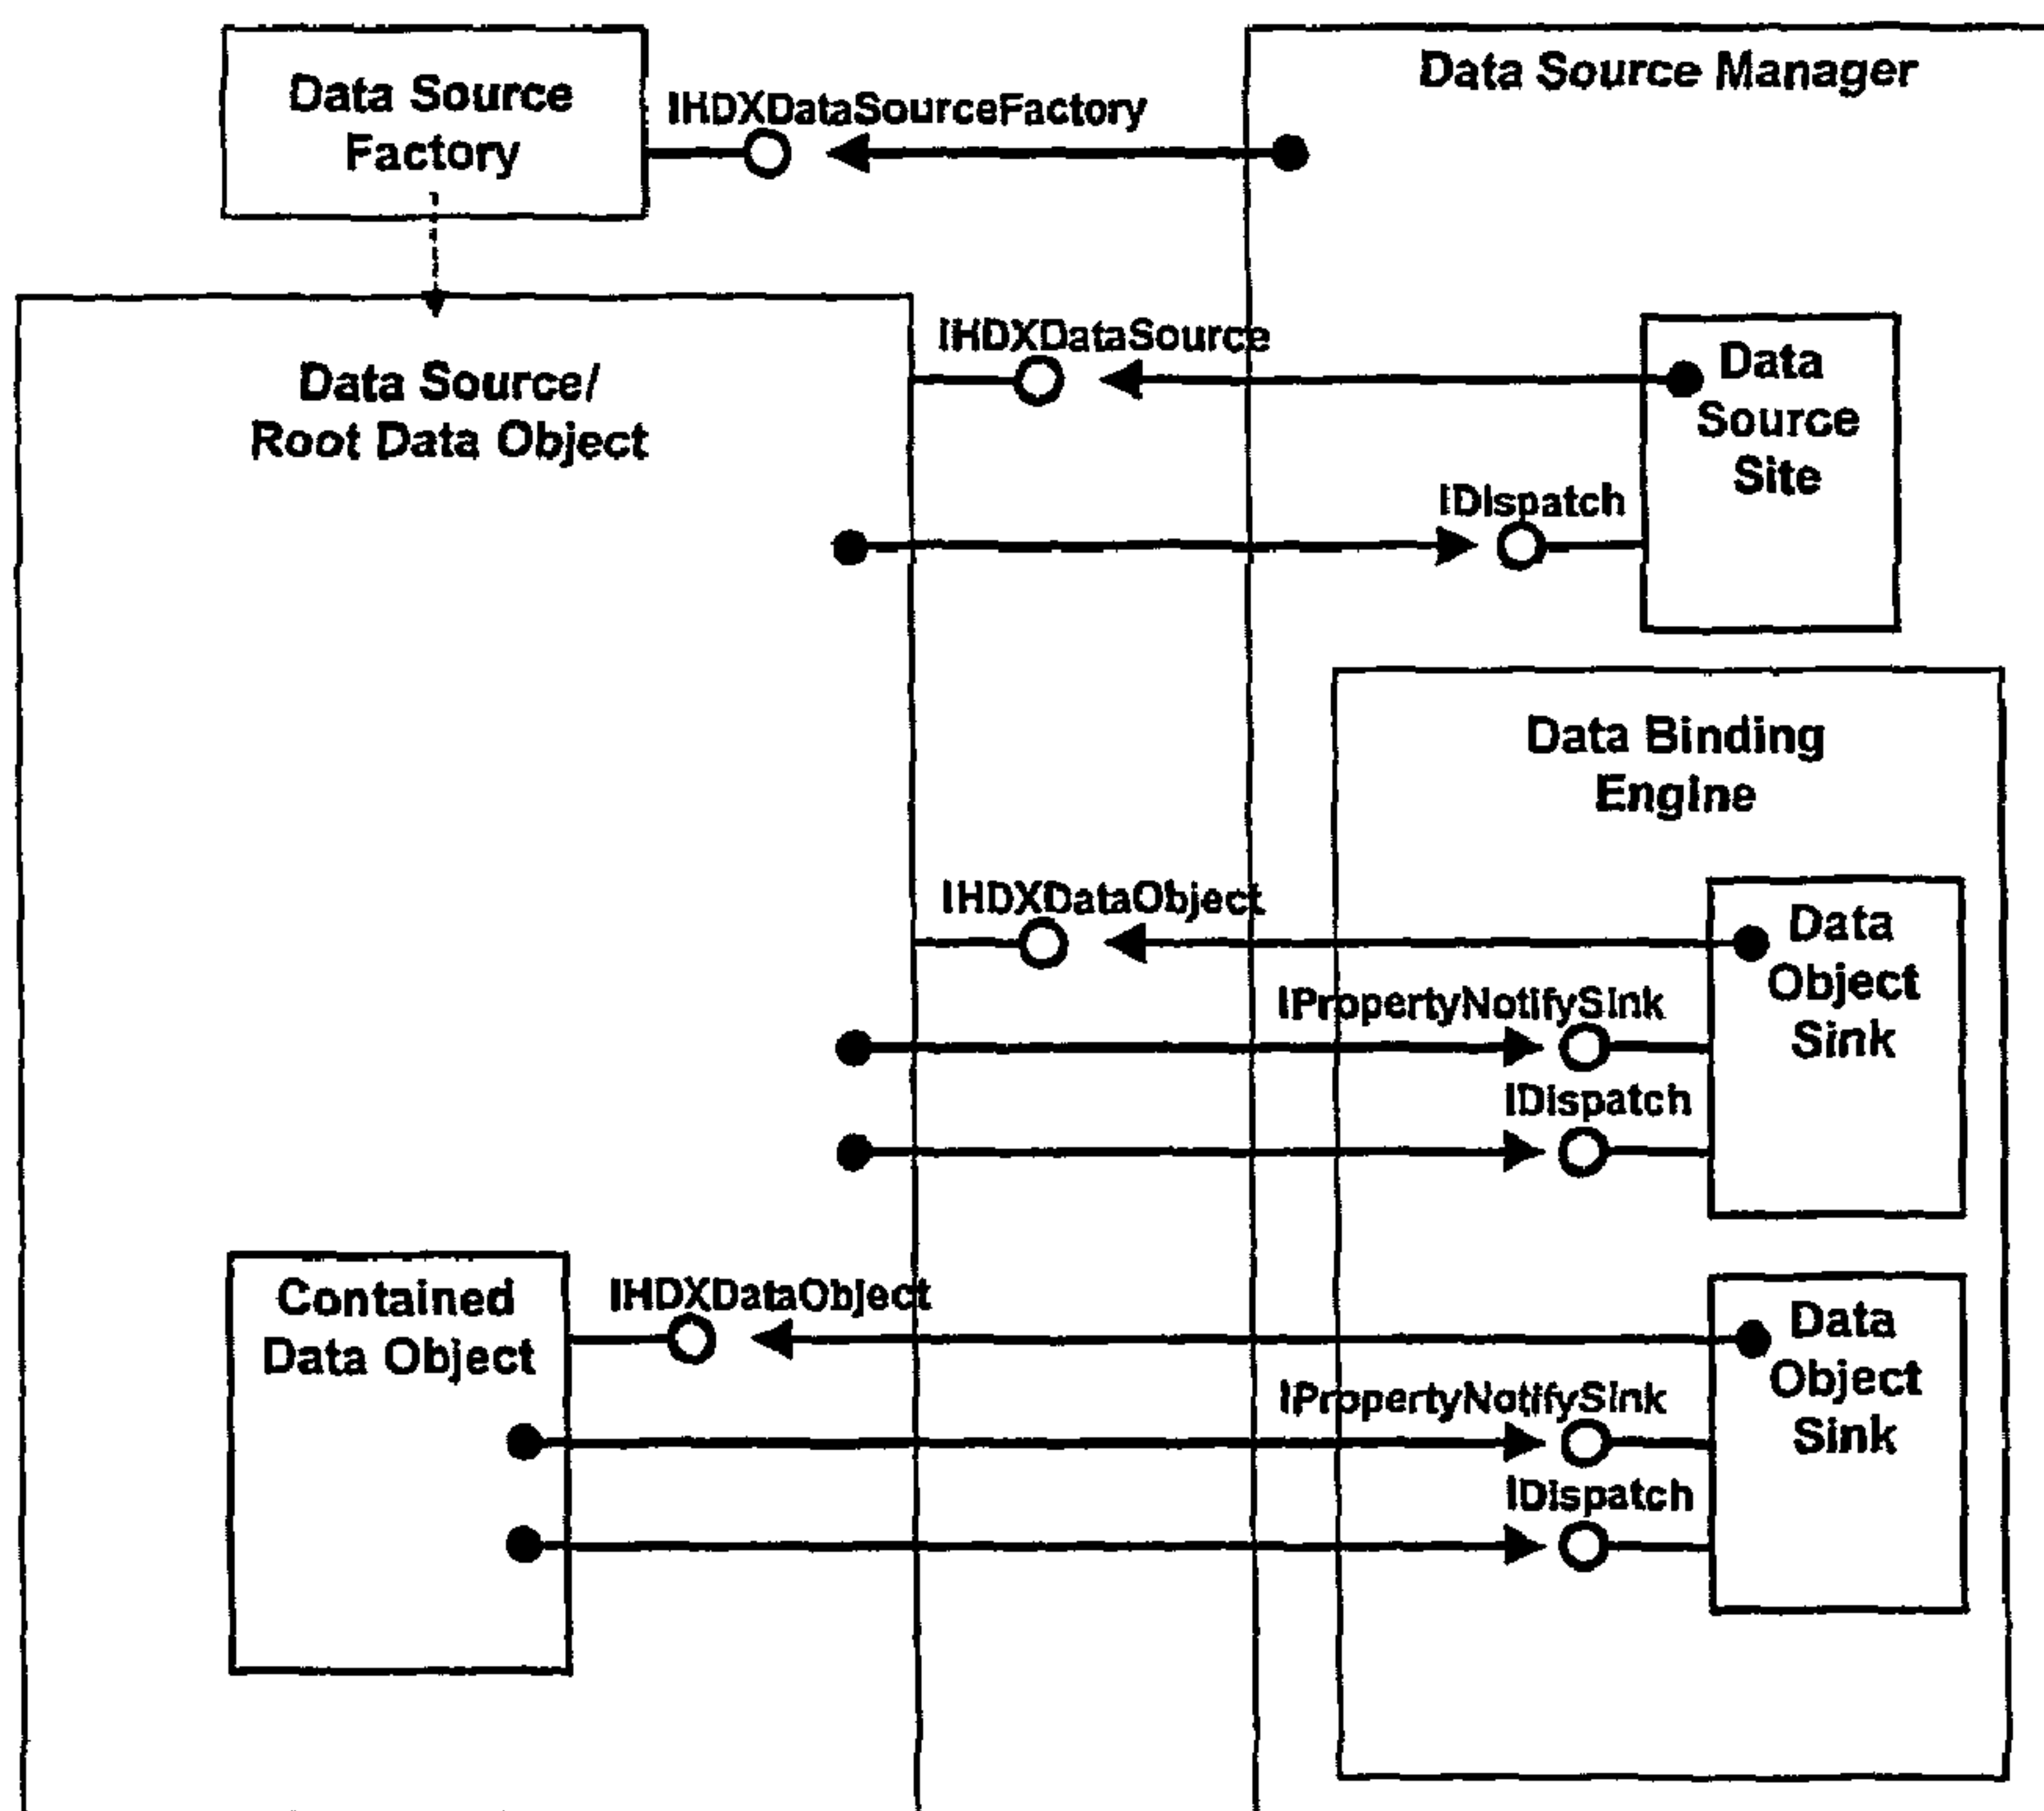 Data Source Manager
Data Source
Factory
IHDXDataSourceFactory
Data Source/
Root Data Object
IHDXDataSource
Data
Source
Site
IDispatch
Data Binding
Engine
IHDXDataObject
Data
Object
Sink
IPropertyNotifySink
IDispatch
Contained
Data Object
IHDXDataObject
Data
Object
Sink
IPropertyNotifySink
IDispatch